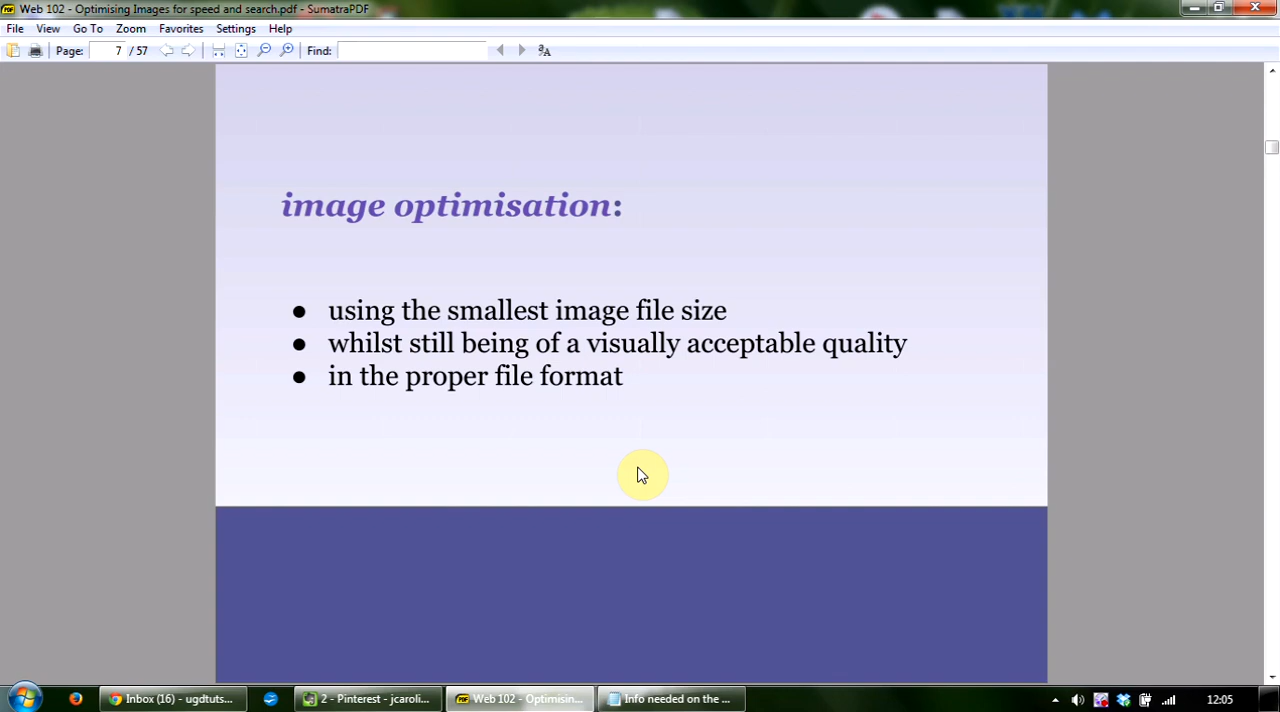 Web 102 - Optimising Images for speed and search.pdf - SumatraPDF
File View Go To Zoom Favorites Settings Help
Page: 7 / 57 Find:
image optimisation:
● using the smallest image file size
● whilst still being of a visually acceptable quality
● in the proper file format
Inbox (16) - ugdtuts... 2 - Pinterest - jcaroli... Web 102 - Optimisin... Info needed on the ... 12:05